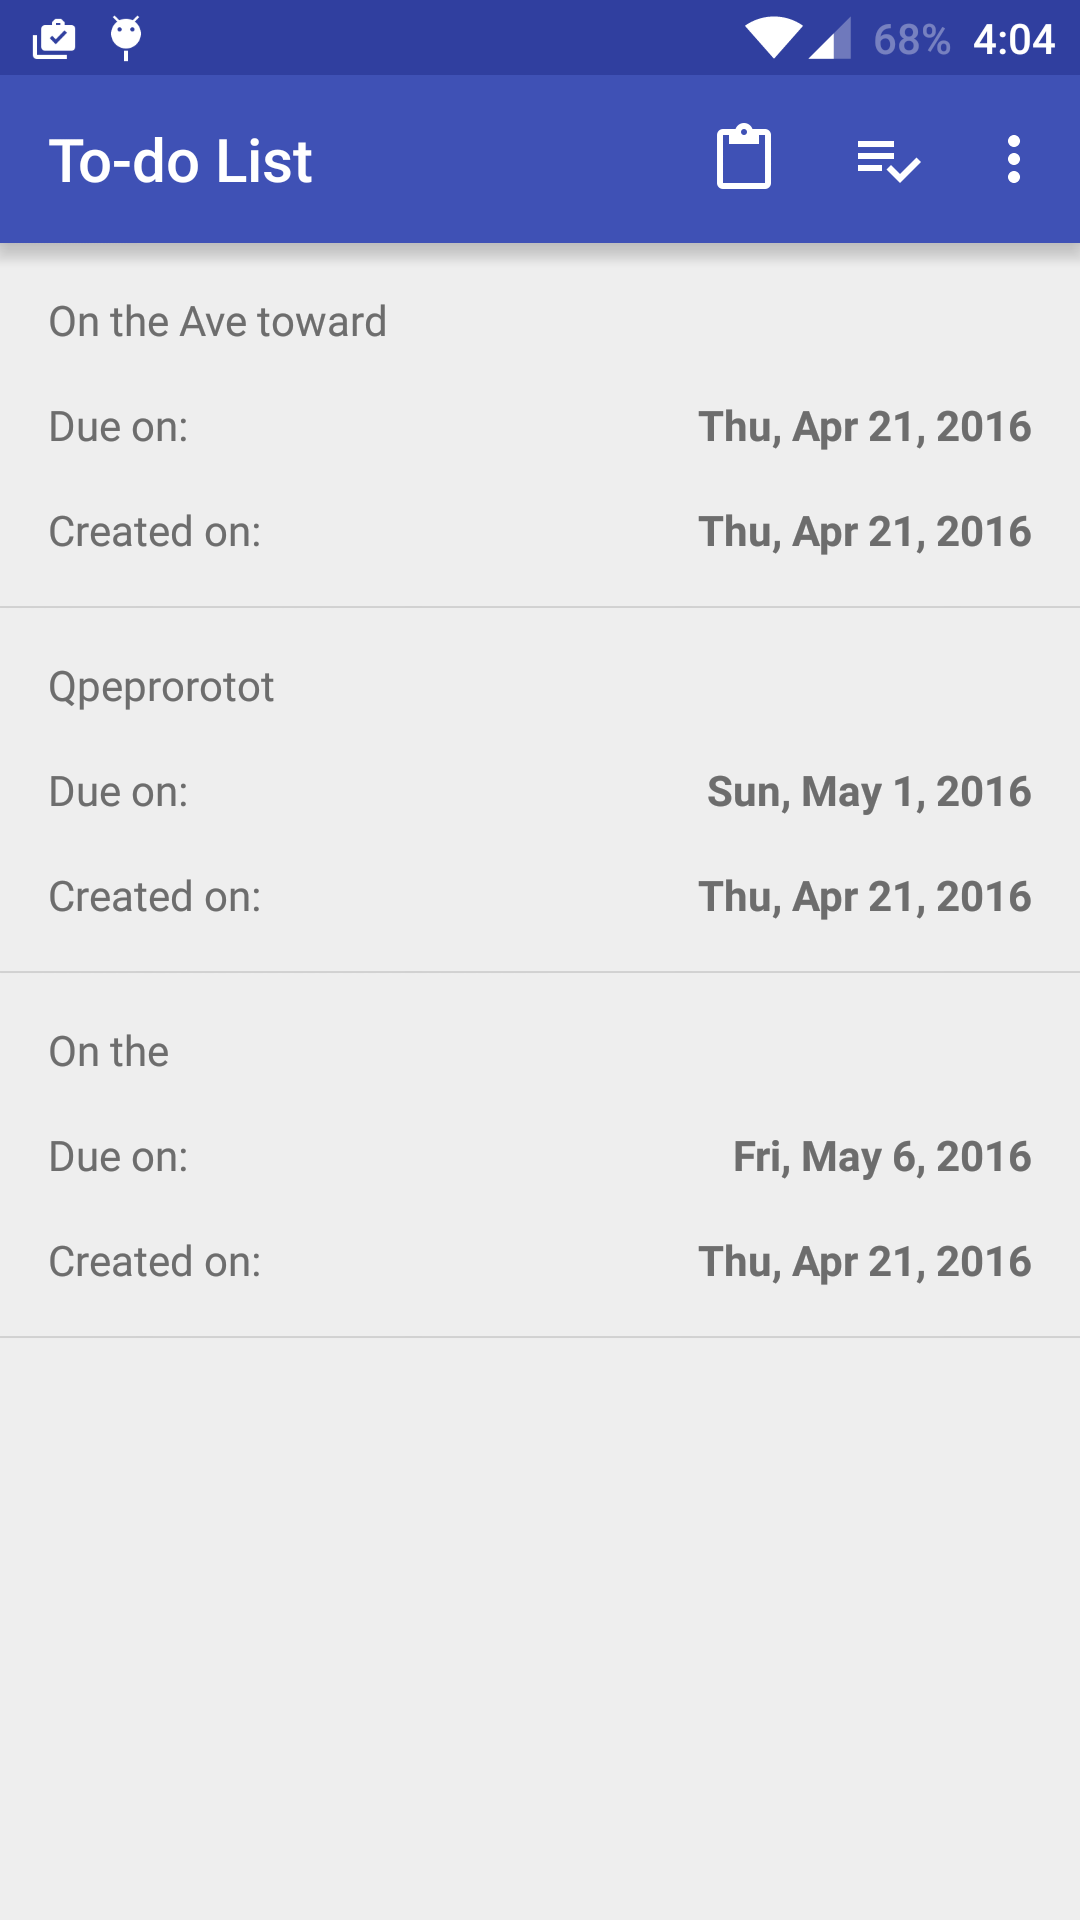 68% 4:04
To-do List
On the Ave toward
Due on: Thu, Apr 21, 2016
Created on: Thu, Apr 21, 2016
Qpeprorotot
Due on: Sun, May 1, 2016
Created on: Thu, Apr 21, 2016
On the
Due on: Fri, May 6, 2016
Created on: Thu, Apr 21, 2016